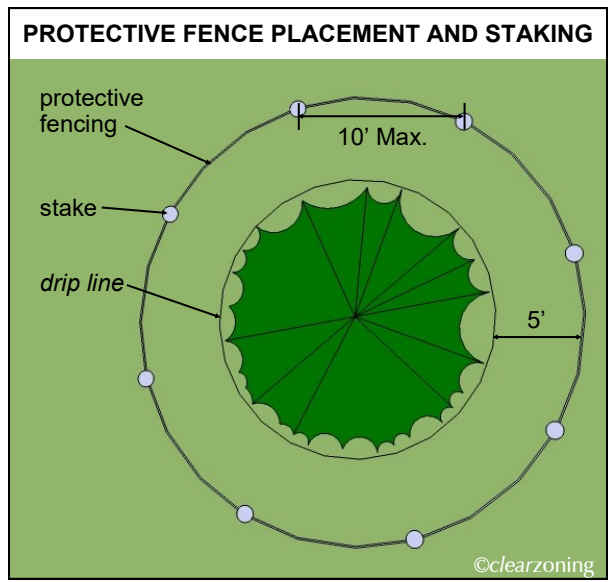 PROTECTIVE FENCE PLACEMENT AND STAKING
protective
fencing
10’ Max.
stake
drip line
5’
©clearzoning